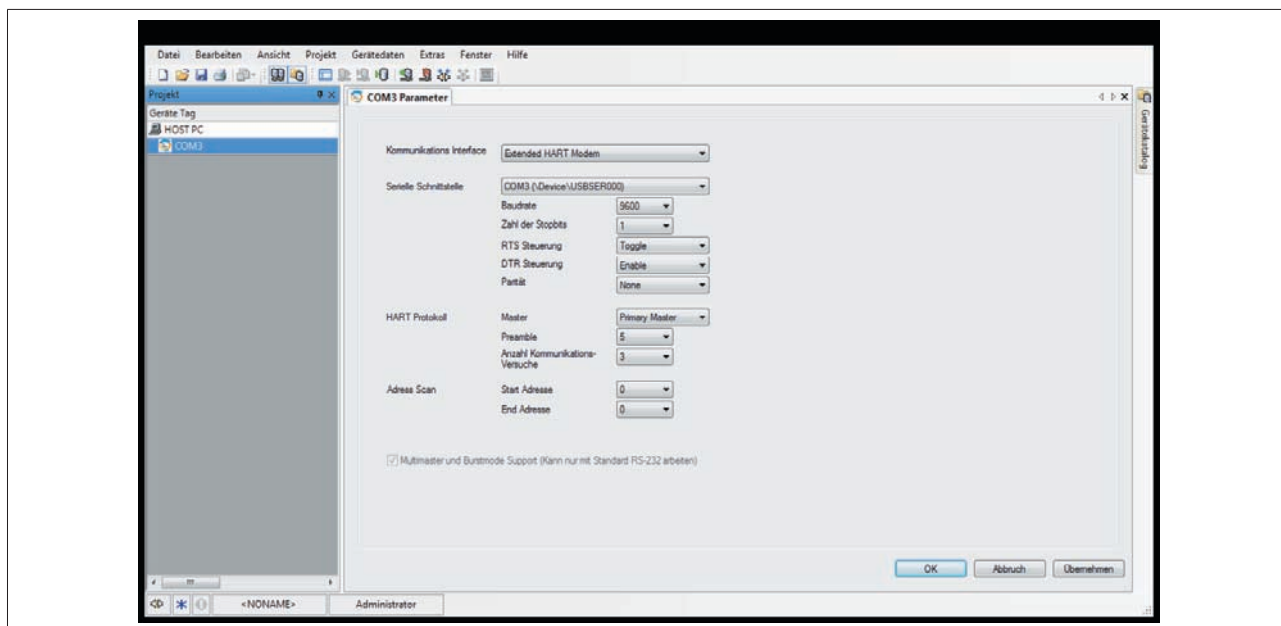 Datei Bearbeiten Ansicht Projekt Gerätedaten Extras Fenster Hilfe
Projekt
COM3 Parameter
Geräte Tag
HOST PC
COM3
Gerätekatalog
Kommunikations Interface Extended HART Modem
Serielle Schnittstelle COM3 (\Device\USBSER000)
Baudrate 9600
Zahl der Stopbits 1
RTS Steuerung Toggle
DTR Steuerung Enable
Parität None
HART Protokoll Master Primary Master
Preamble 5
Anzahl Kommunikations-
Versuche 3
Adress Scan Start Adresse 0
End Adresse 0
Multimaster und Burstmode Support (Kann nur mit Standard RS-232 arbeiten)
OK Abbruch Übernehmen
<NONAME> Administrator